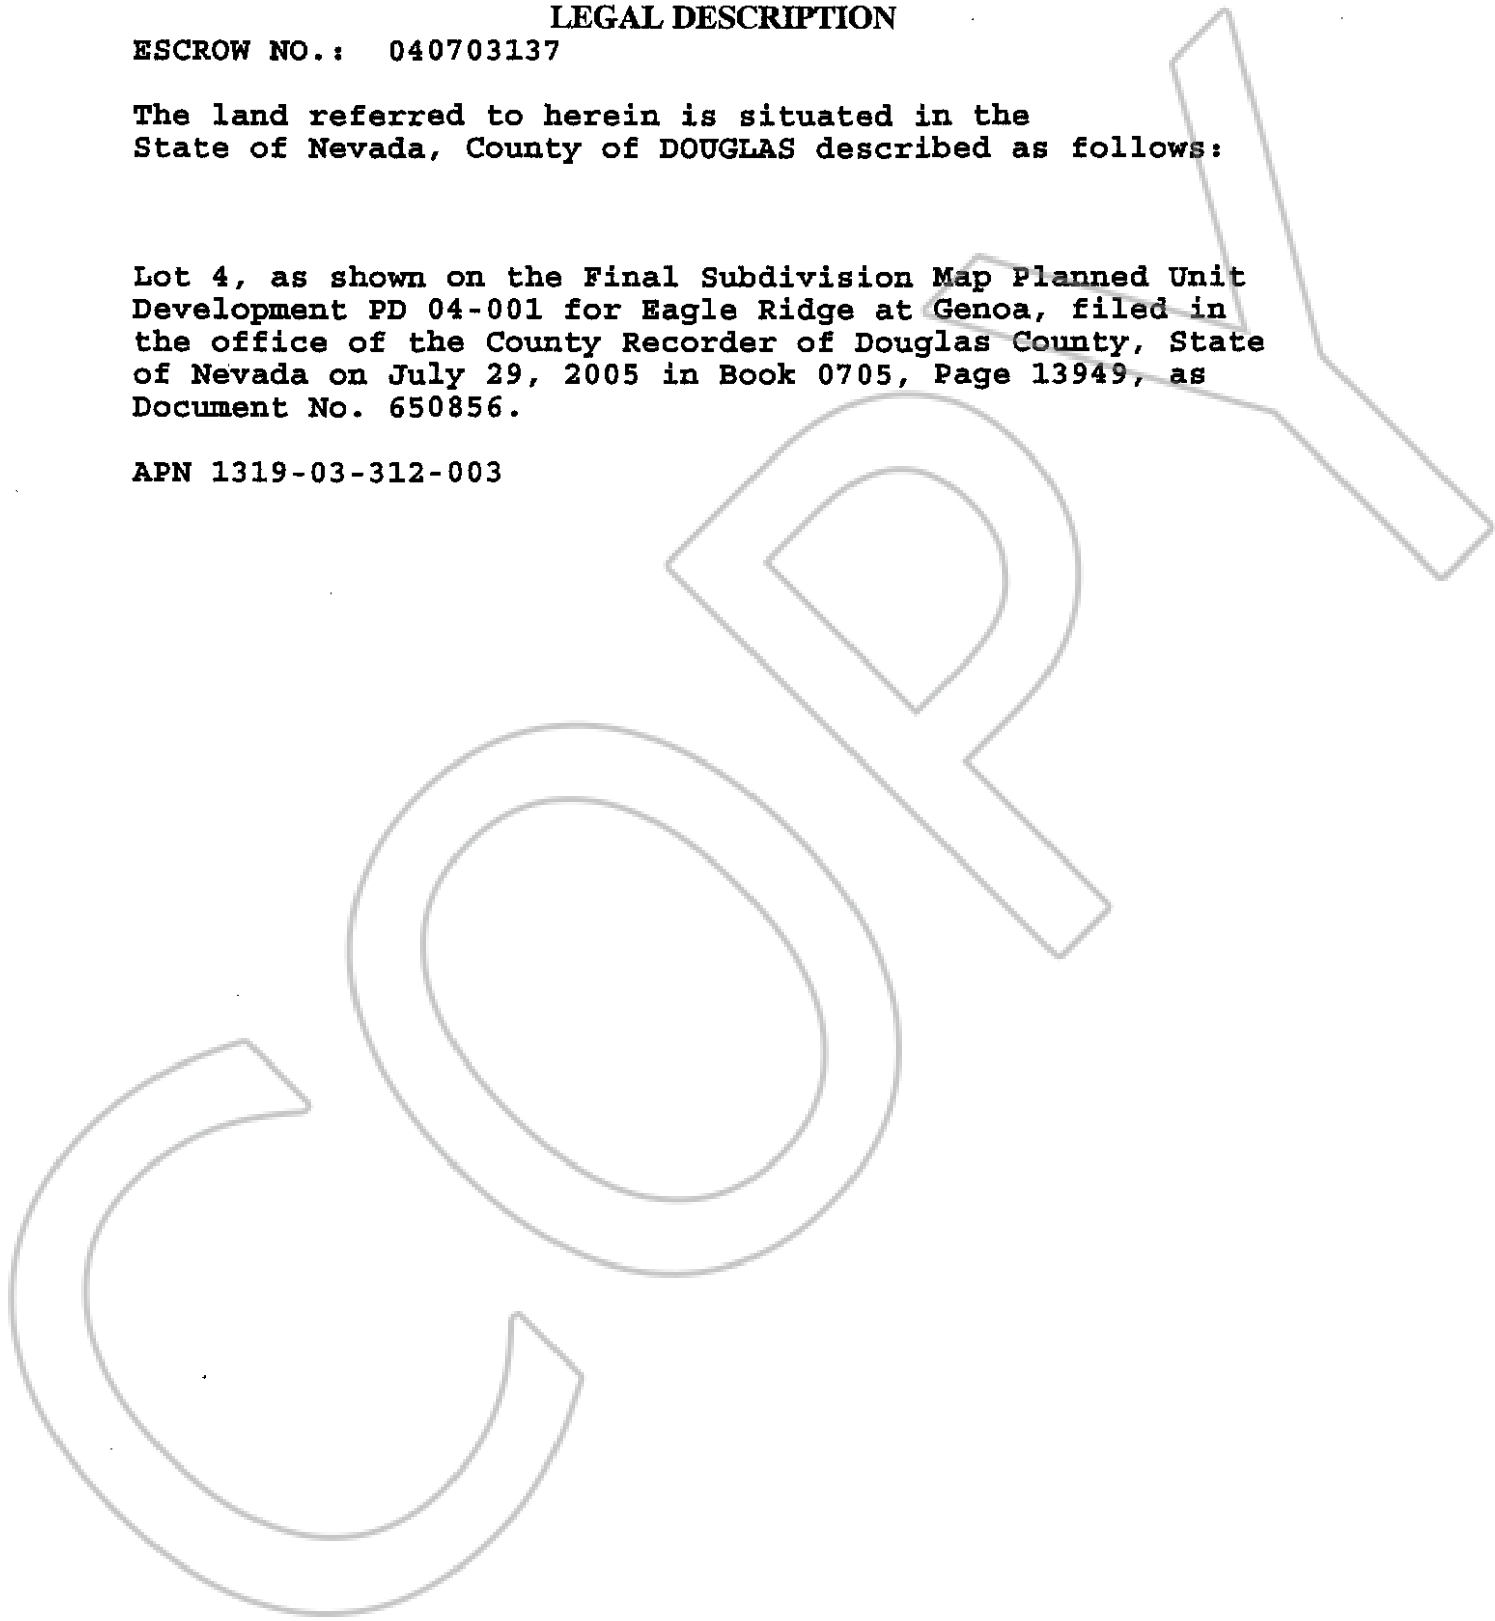 LEGAL DESCRIPTION
ESCROW NO.: 040703137
The land referred to herein is situated in the
State of Nevada, County of DOUGLAS described as follows:
Lot 4, as shown on the Final Subdivision Map Planned Unit
Development PD 04-001 for Eagle Ridge at Genoa, filed in
the office of the County Recorder of Douglas County, State
of Nevada on July 29, 2005 in Book 0705, Page 13949, as
Document No. 650856.
APN 1319-03-312-003
COPY